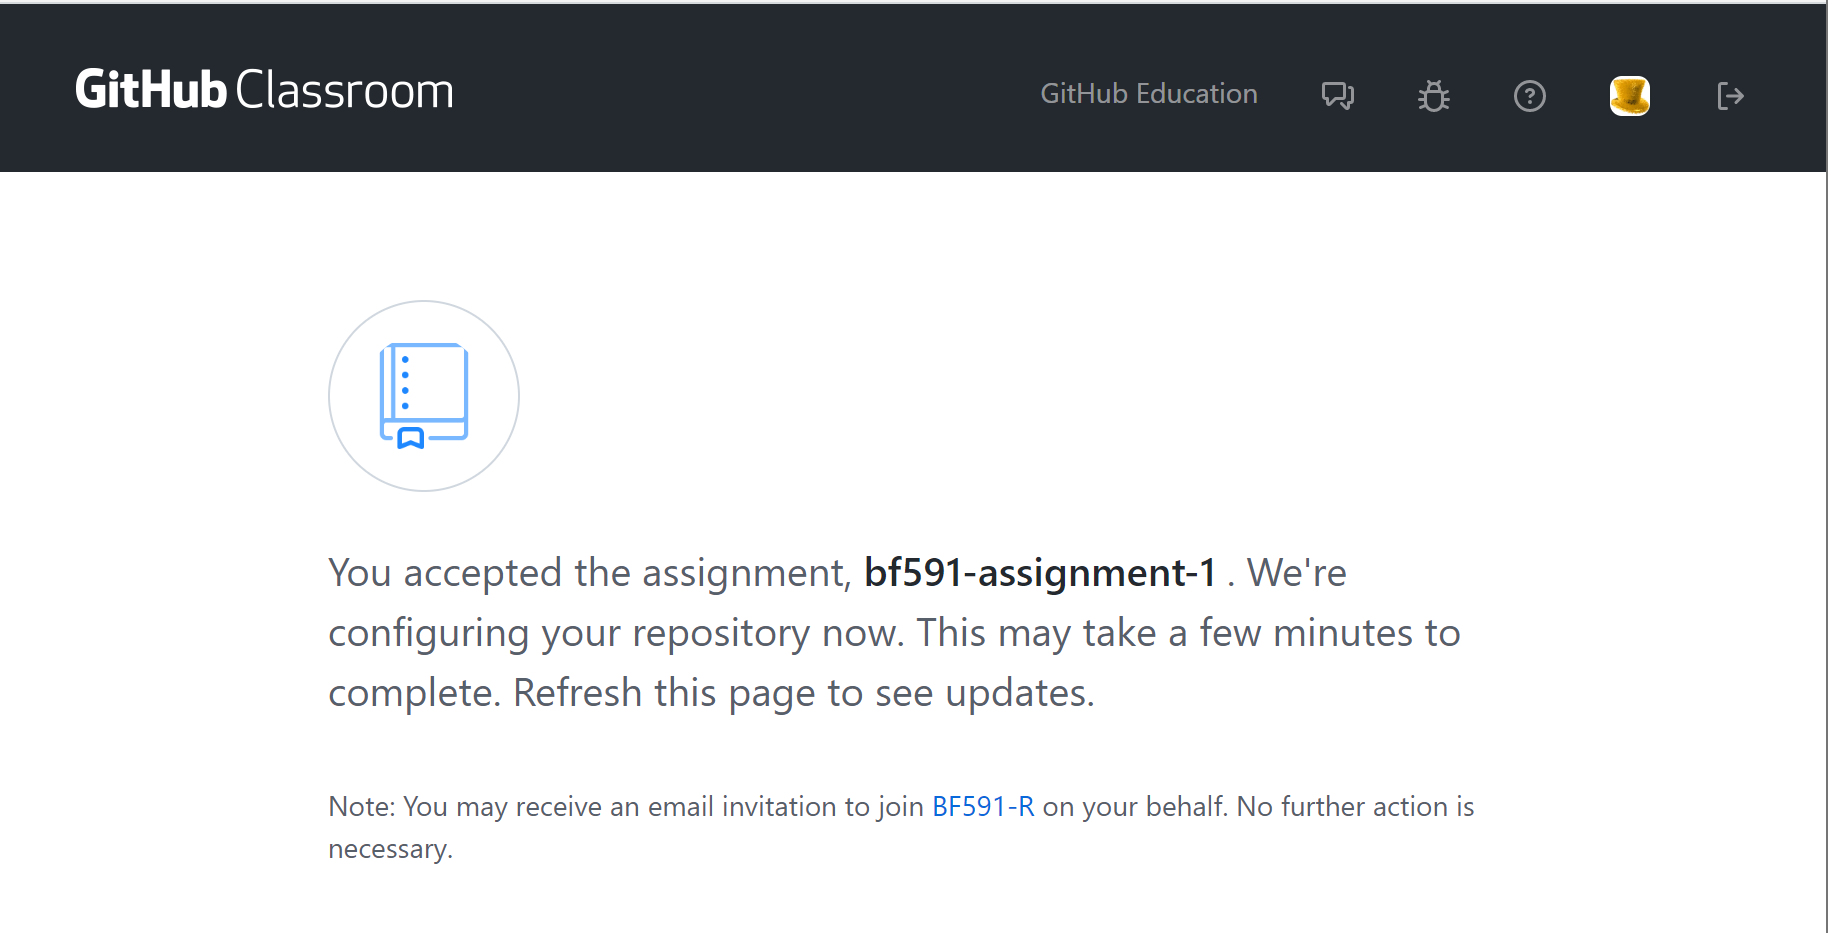 GitHub Classroom
GitHub Education
You accepted the assignment, bf591-assignment-1 . We're
configuring your repository now. This may take a few minutes to
complete. Refresh this page to see updates.
Note: You may receive an email invitation to join BF591-R on your behalf. No further action is
necessary.